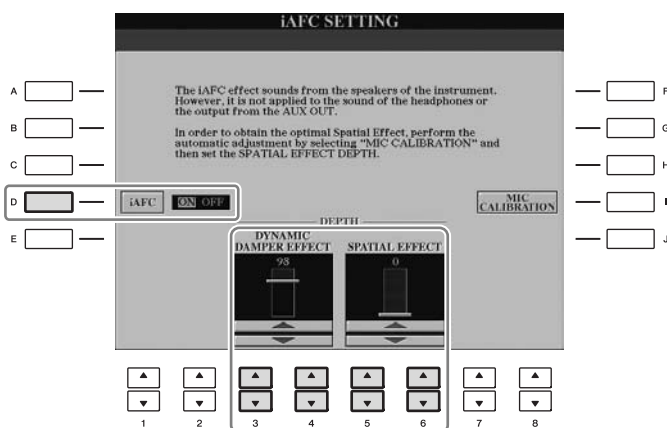 iAFC SETTING
The iAFC effect sounds from the speakers of the instrument.
However, it is not applied to the sound of the headphones or
the output from the AUX OUT.
In order to obtain the optimal Spatial Effect, perform the
automatic adjustment by selecting "MIC CALIBRATION" and
then set the SPATIAL EFFECT DEPTH.
A
B
C
D
E
F
G
H
I
J
iAFC ON OFF
MIC
CALIBRATION
DEPTH
DYNAMIC
DAMPER EFFECT
98
SPATIAL EFFECT
0
1 2 3 4 5 6 7 8